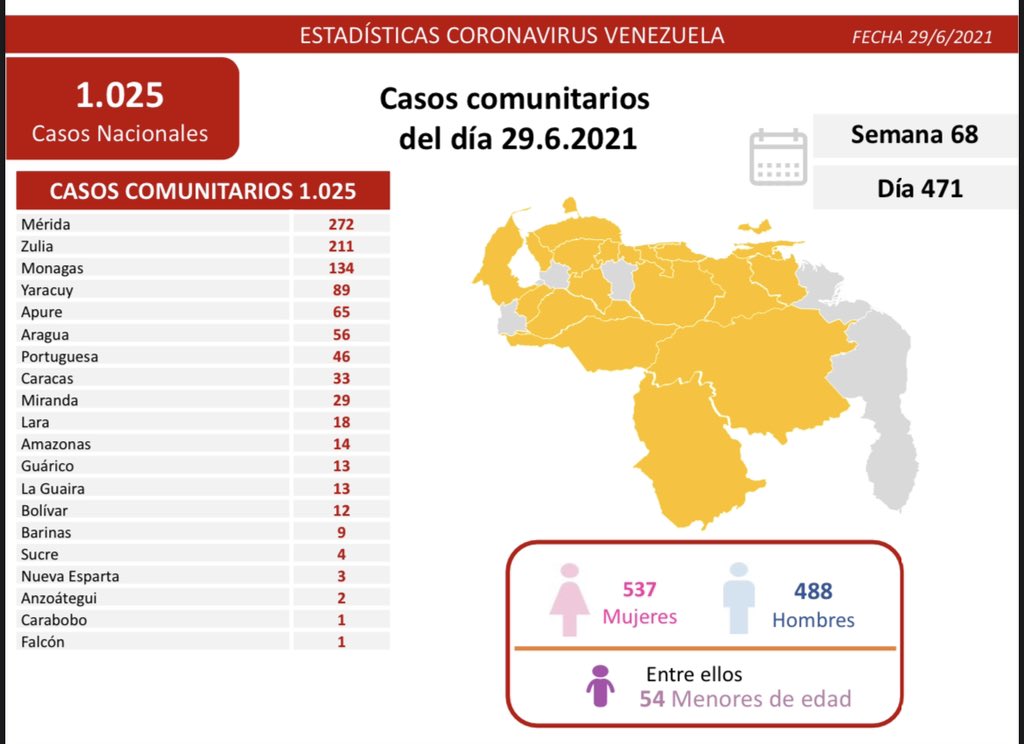 ESTADÍSTICAS CORONAVIRUS VENEZUELA
FECHA 29/6/2021
1.025
Casos Nacionales
Casos comunitarios
del día 29.6.2021
Semana 68
Día 471
CASOS COMUNITARIOS 1.025
Mérida 272
Zulia 211
Monagas 134
Yaracuy 89
Apure 65
Aragua 56
Portuguesa 46
Caracas 33
Miranda 29
Lara 18
Amazonas 14
Guárico 13
La Guaira 13
Bolívar 12
Barinas 9
Sucre 4
Nueva Esparta 3
Anzoátegui 2
Carabobo 1
Falcón 1
537
Mujeres
488
Hombres
Entre ellos
54 Menores de edad